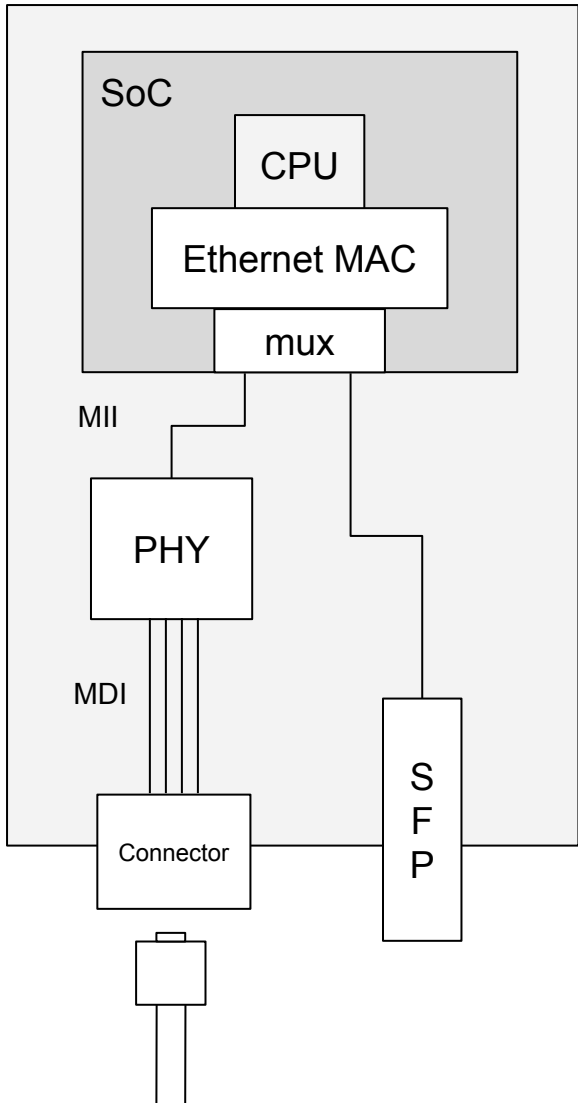 SoC
CPU
Ethernet MAC
mux
MII
PHY
MDI
Connector
S
F
P